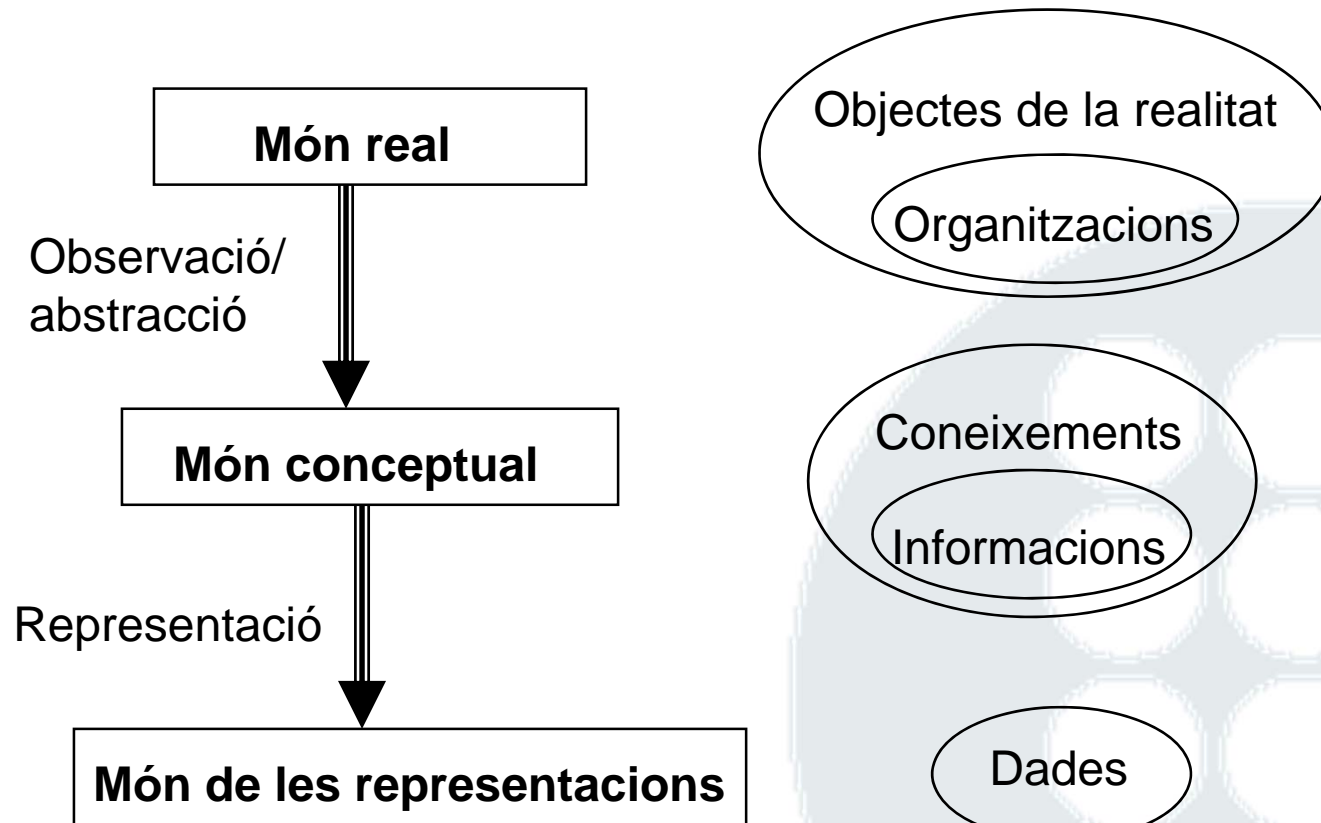 Món real
Objectes de la realitat
Organitzacions
Observació/
abstracció
Món conceptual
Coneixements
Informacions
Representació
Món de les representacions
Dades